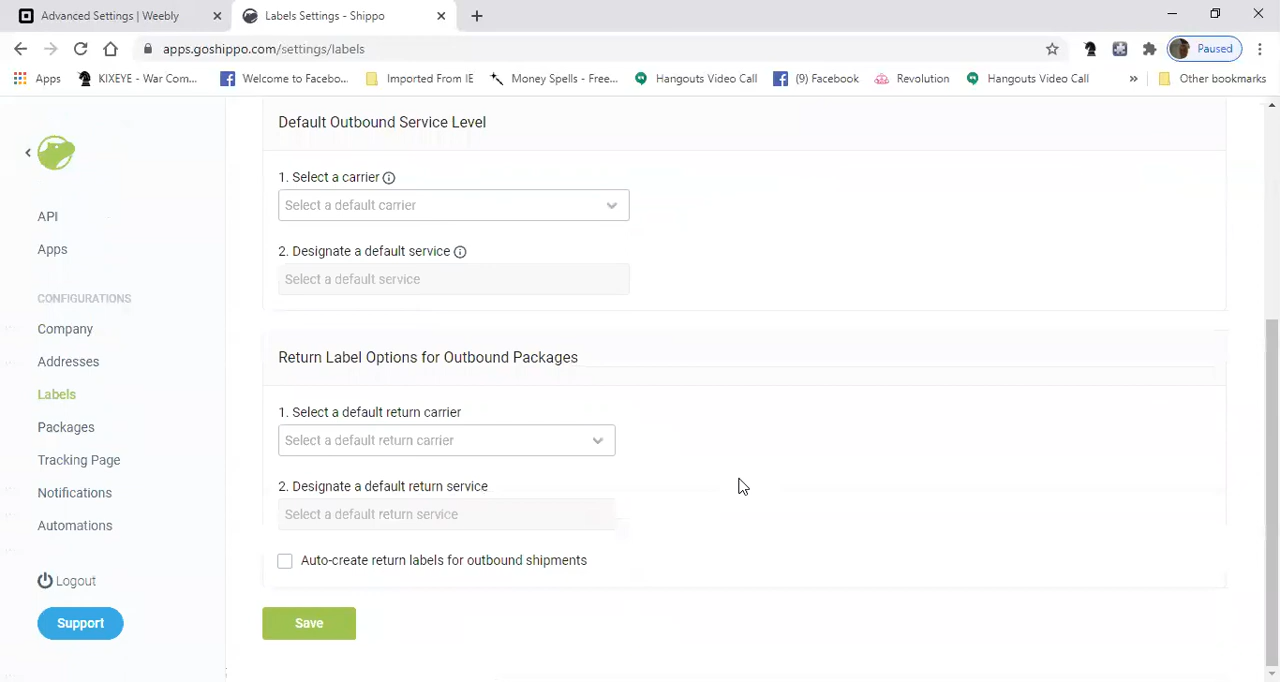 Advanced Settings | Weebly
Labels Settings - Shippo
apps.goshippo.com/settings/labels
Paused
Apps
KIXEYE - War Com...
Welcome to Facebo...
Imported From IE
Money Spells - Free...
Hangouts Video Call
(9) Facebook
Revolution
Hangouts Video Call
»
Other bookmarks
Default Outbound Service Level
1. Select a carrier
Select a default carrier
2. Designate a default service
Select a default service
API
Apps
CONFIGURATIONS
Company
Addresses
Labels
Packages
Tracking Page
Notifications
Automations
Logout
Support
Return Label Options for Outbound Packages
1. Select a default return carrier
Select a default return carrier
2. Designate a default return service
Select a default return service
Auto-create return labels for outbound shipments
Save